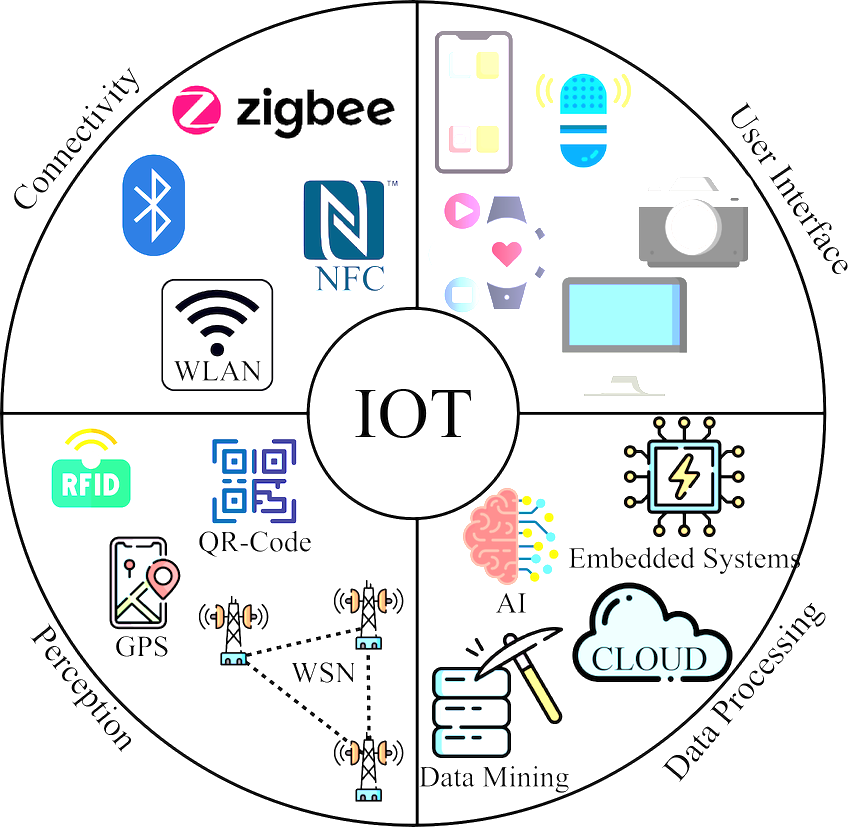 Connectivity
zigbee
NFC
™
WLAN
User Interface
IOT
RFID
QR-Code
GPS
WSN
Perception
Embedded Systems
AI
CLOUD
Data Mining
Data Processing